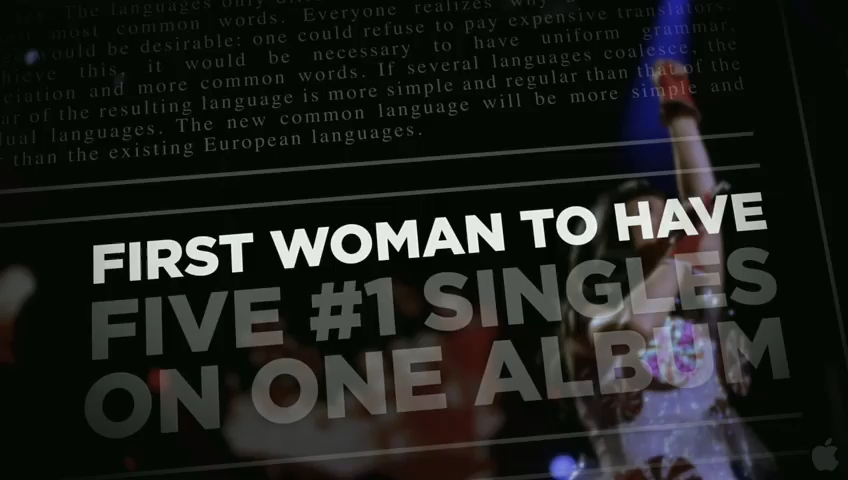 The languages only
most common words. Everyone realizes why
would be desirable: one could refuse to pay expensive translators.
this, it would be necessary to have uniform grammar,
and more common words. If several languages coalesce, the
of the resulting language is more simple and regular than that of the
languages. The new common language will be more simple and
than the existing European languages.
FIRST WOMAN TO HAVE
FIVE #1 SINGLES
ON ONE ALBUM